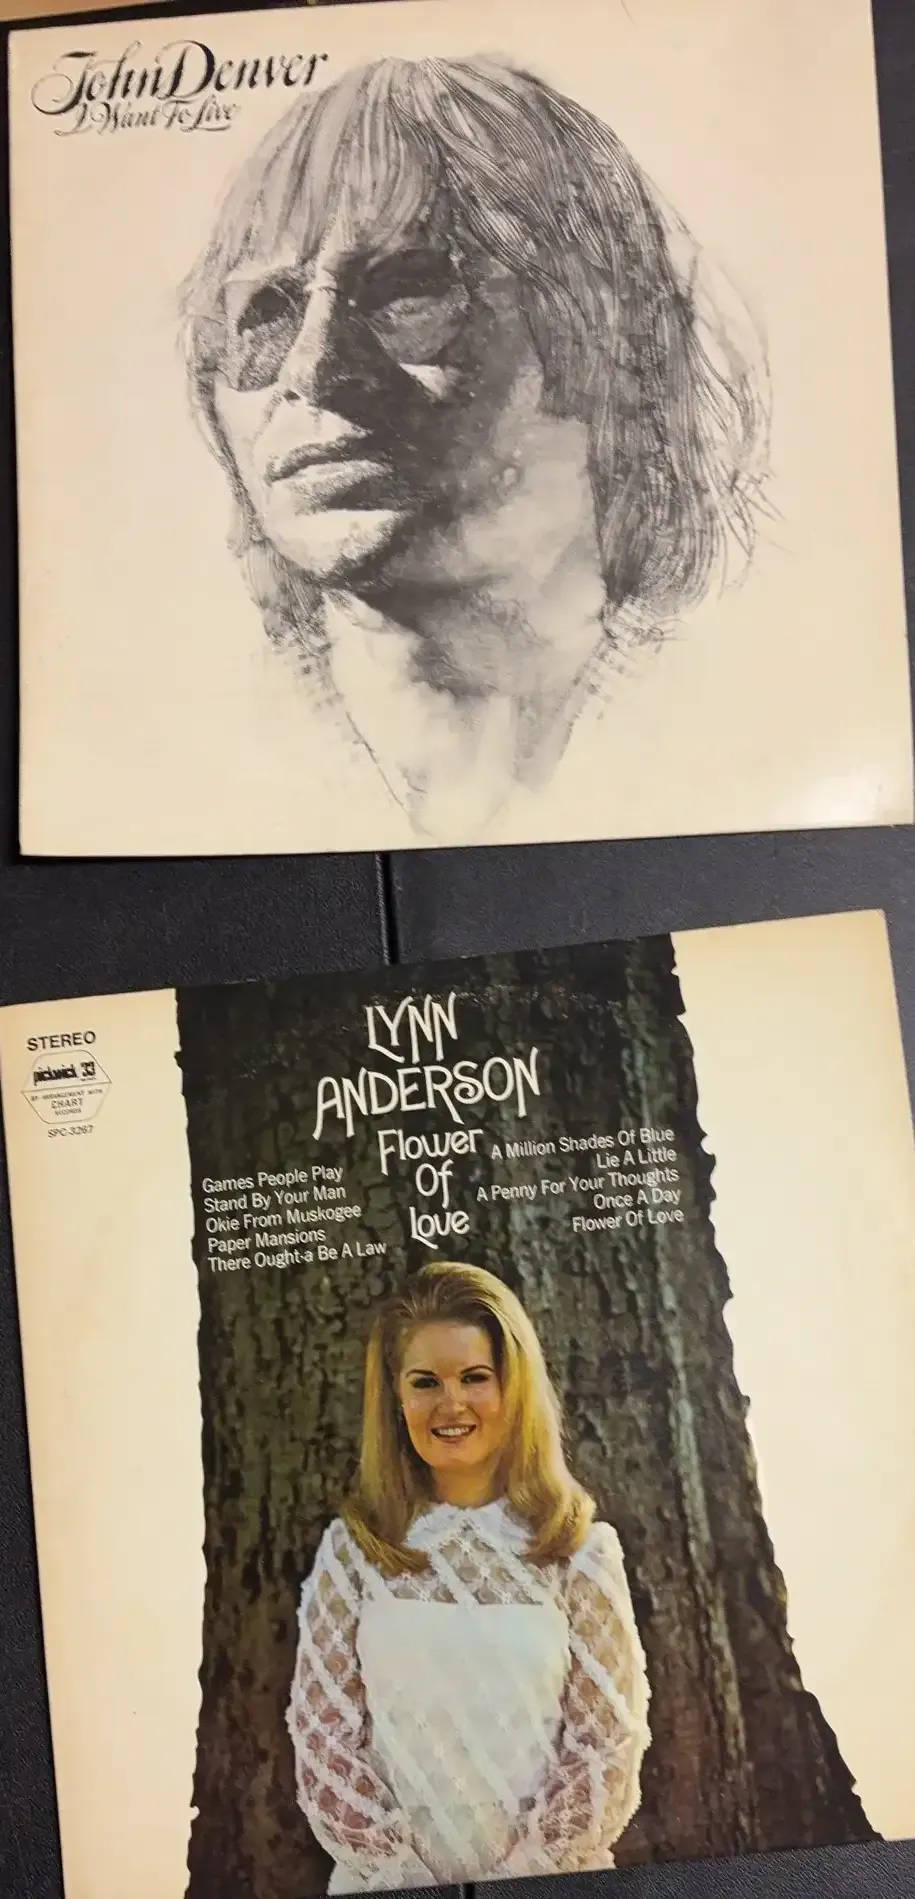 John Denver
I Want To Live
STEREO
pickwick 33
BY ARRANGEMENT WITH
CHART
RECORDS
SPC-3267
LYNN
ANDERSON
Flower
Of
Love
Games People Play
Stand By Your Man
Okie From Muskogee
Paper Mansions
There Ought-a Be A Law
A Million Shades Of Blue
Lie A Little
A Penny For Your Thoughts
Once A Day
Flower Of Love